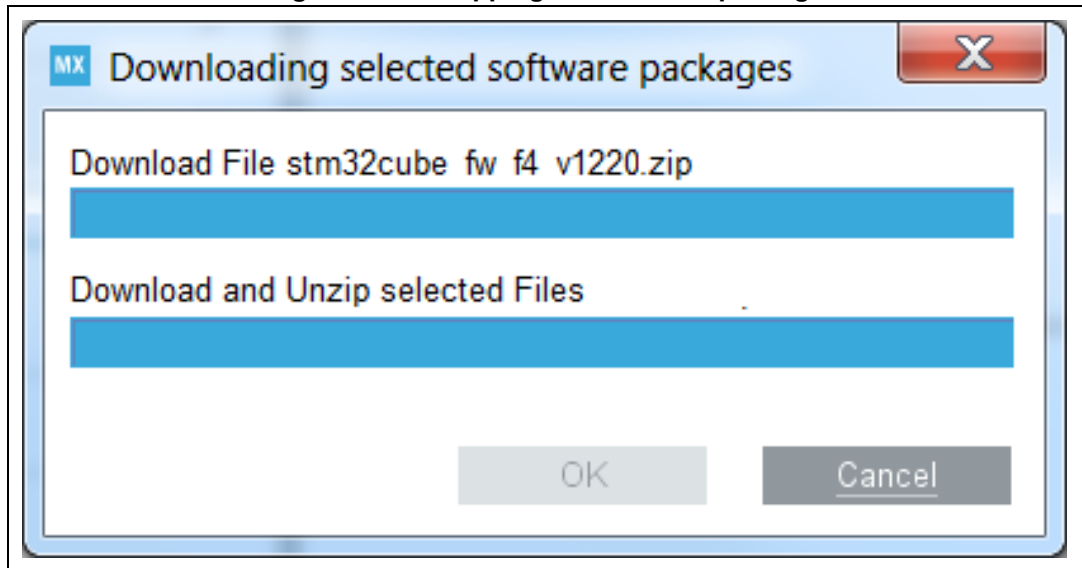 MX Downloading selected software packages
X
Download File stm32cube fw f4 v1220.zip
Download and Unzip selected Files
OK
Cancel